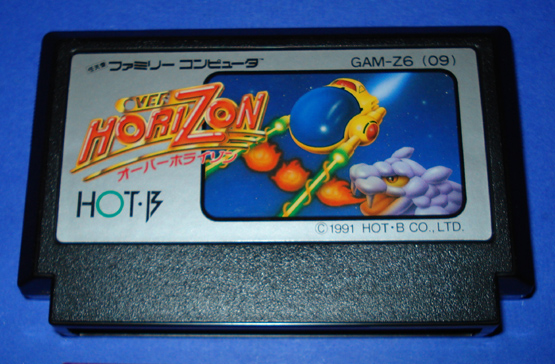 ファミリー コンピュータ
GAM-Z6 (09)
OVER
HORIZON
オーバーホライゾン
HOT・B
©1991 HOT・B CO., LTD.